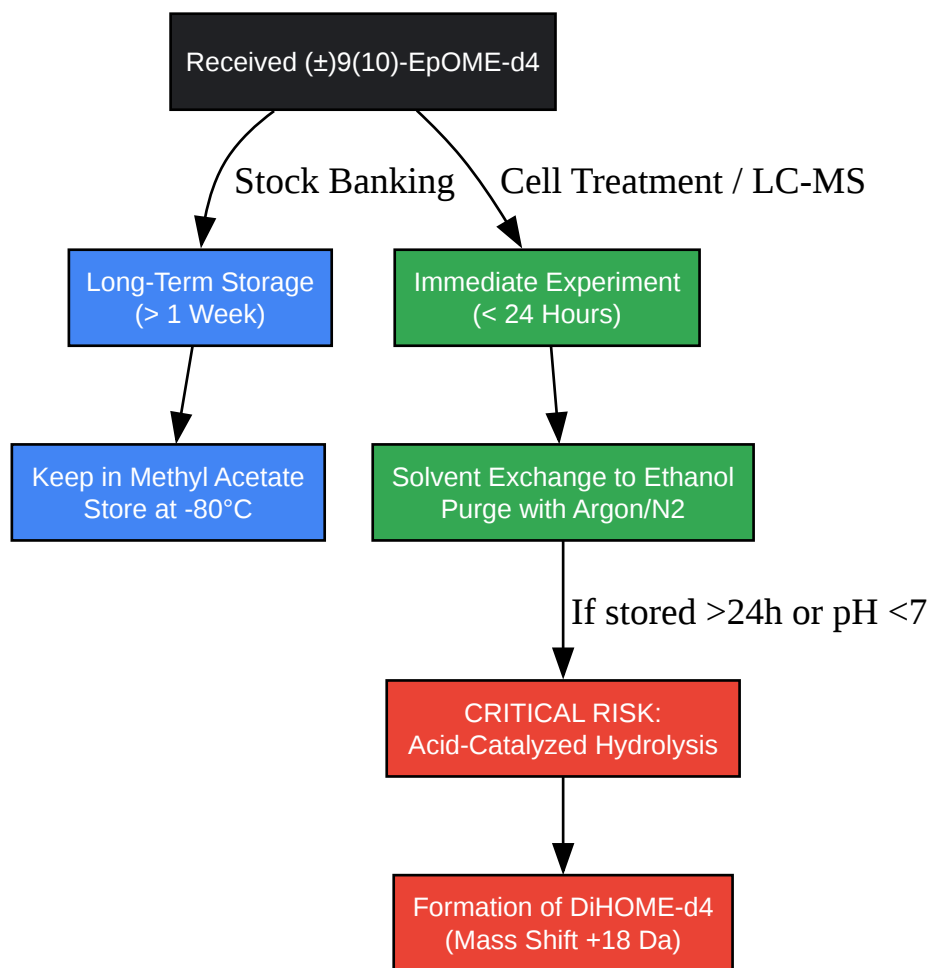 Received (±)9(10)-EpOME-d4
Stock Banking
Cell Treatment / LC-MS
Long-Term Storage
(> 1 Week)
Immediate Experiment
(< 24 Hours)
Keep in Methyl Acetate
Store at -80°C
Solvent Exchange to Ethanol
Purge with Argon/N2
If stored >24h or pH <7
CRITICAL RISK:
Acid-Catalyzed Hydrolysis
Formation of DiHOME-d4
(Mass Shift +18 Da)